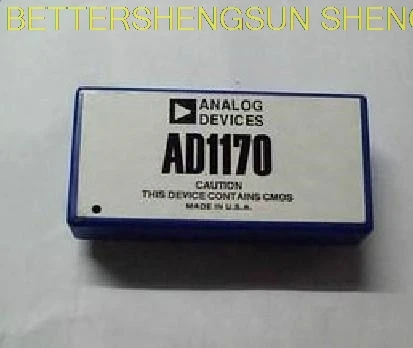 BETTERSHENGSUN SHENG
ANALOG
DEVICES
AD1170
CAUTION
THIS DEVICE CONTAINS CMOS
MADE IN U.S.A.